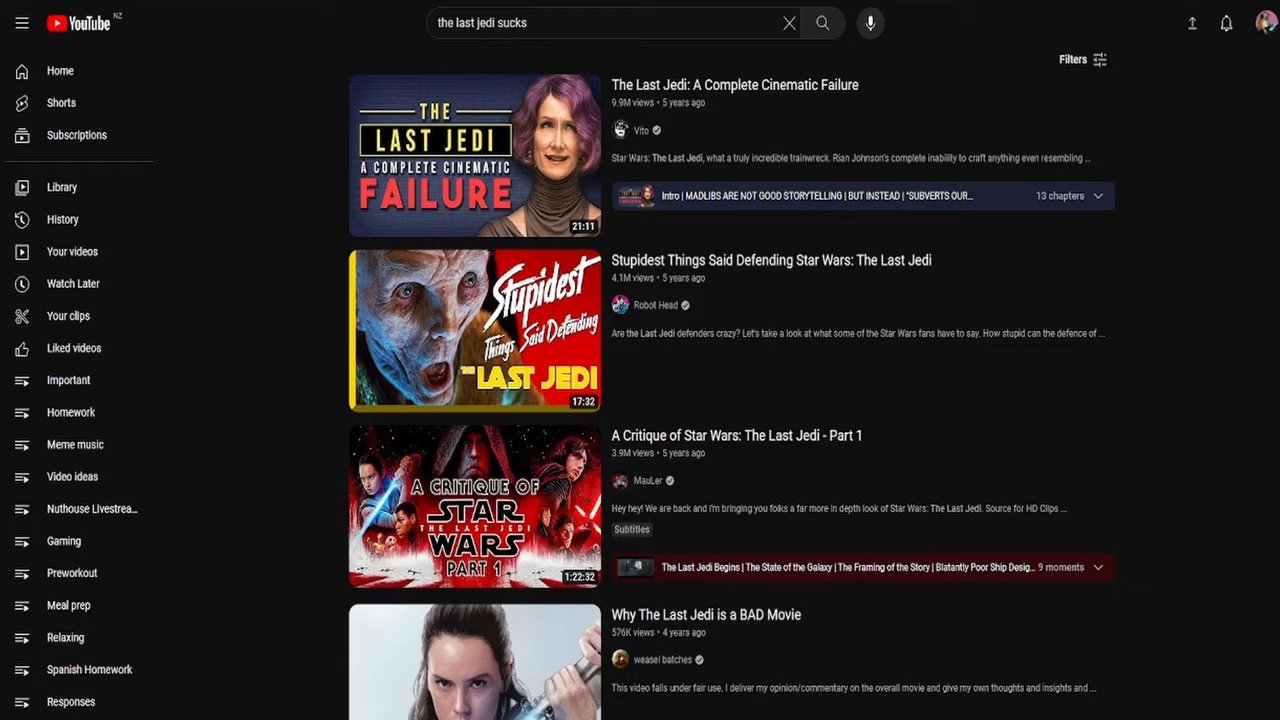 YouTube NZ
the last jedi sucks
Filters
Home
Shorts
Subscriptions
Library
History
Your videos
Watch Later
Your clips
Liked videos
Important
Homework
Meme music
Video ideas
Nuthouse Livestrea...
Gaming
Preworkout
Meal prep
Relaxing
Spanish Homework
Responses
THE
LAST JEDI
A COMPLETE CINEMATIC
FAILURE
21:11
The Last Jedi: A Complete Cinematic Failure
9.9M views • 5 years ago
Vito
Star Wars: The Last Jedi, what a truly incredible trainwreck. Rian Johnson's complete inability to craft anything even resembling ...
Intro | MADLIBS ARE NOT GOOD STORYTELLING | BUT INSTEAD | "SUBVERTS OUR...
13 chapters
Stupidest
Things Said Defending
THE LAST JEDI
17:32
Stupidest Things Said Defending Star Wars: The Last Jedi
4.1M views • 5 years ago
Robot Head
Are the Last Jedi defenders crazy? Let's take a look at what some of the Star Wars fans have to say. How stupid can the defence of ...
A CRITIQUE OF
STAR
THE LAST JEDI
WARS
PART 1
1:22:32
A Critique of Star Wars: The Last Jedi - Part 1
3.9M views • 5 years ago
MauLer
Hey hey! We are back and i'm bringing you folks a far more in depth look of Star Wars: The Last Jedi. Source for HD Clips ...
Subtitles
The Last Jedi Begins | The State of the Galaxy | The Framing of the Story | Blatantly Poor Ship Desig...
9 moments
Why The Last Jedi is a BAD Movie
576K views • 4 years ago
weasel batches
This video falls under fair use. I deliver my opinion/commentary on the overall movie and give my own thoughts and insights and ...